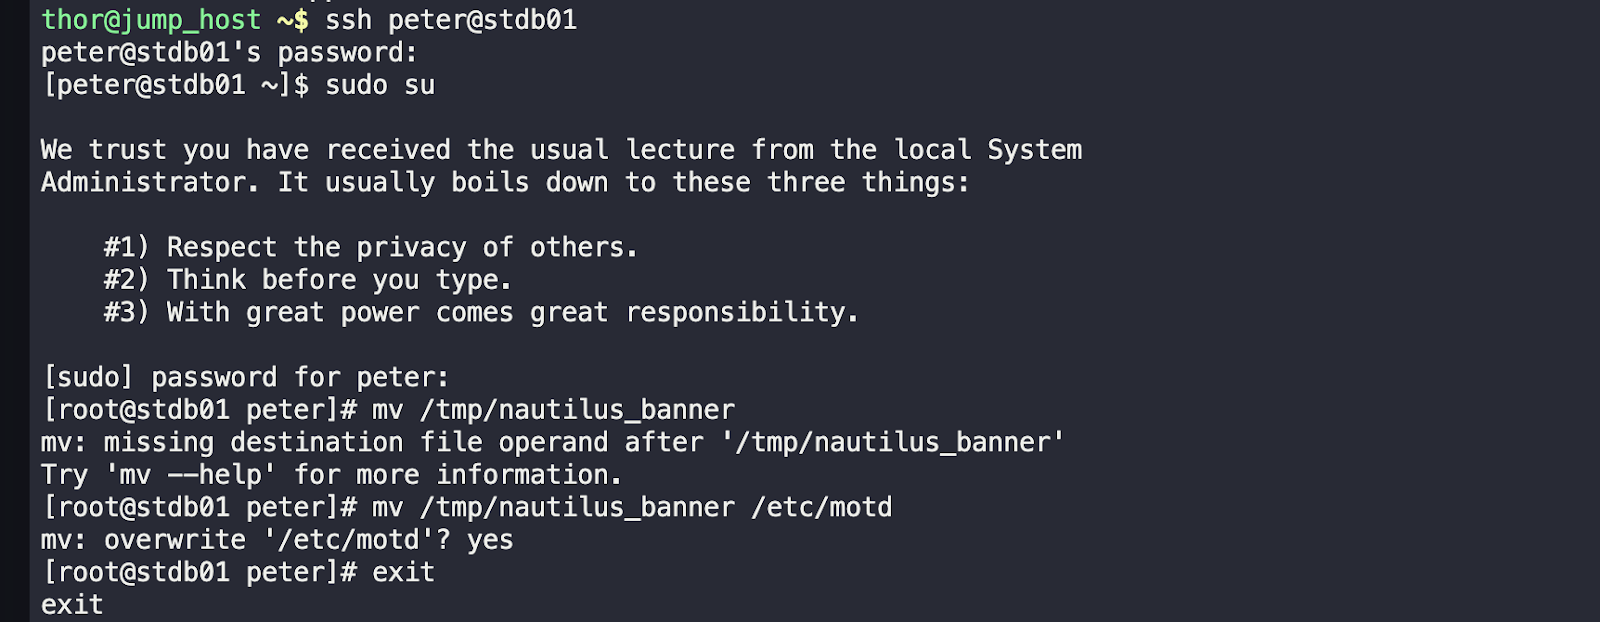 thor@jump_host ~$ ssh peter@stdb01
peter@stdb01's password:
[peter@stdb01 ~]$ sudo su
We trust you have received the usual lecture from the local System
Administrator. It usually boils down to these three things:
#1) Respect the privacy of others.
#2) Think before you type.
#3) With great power comes great responsibility.
[sudo] password for peter:
[root@stdb01 peter]# mv /tmp/nautilus_banner
mv: missing destination file operand after '/tmp/nautilus_banner'
Try 'mv --help' for more information.
[root@stdb01 peter]# mv /tmp/nautilus_banner /etc/motd
mv: overwrite '/etc/motd'? yes
[root@stdb01 peter]# exit
exit